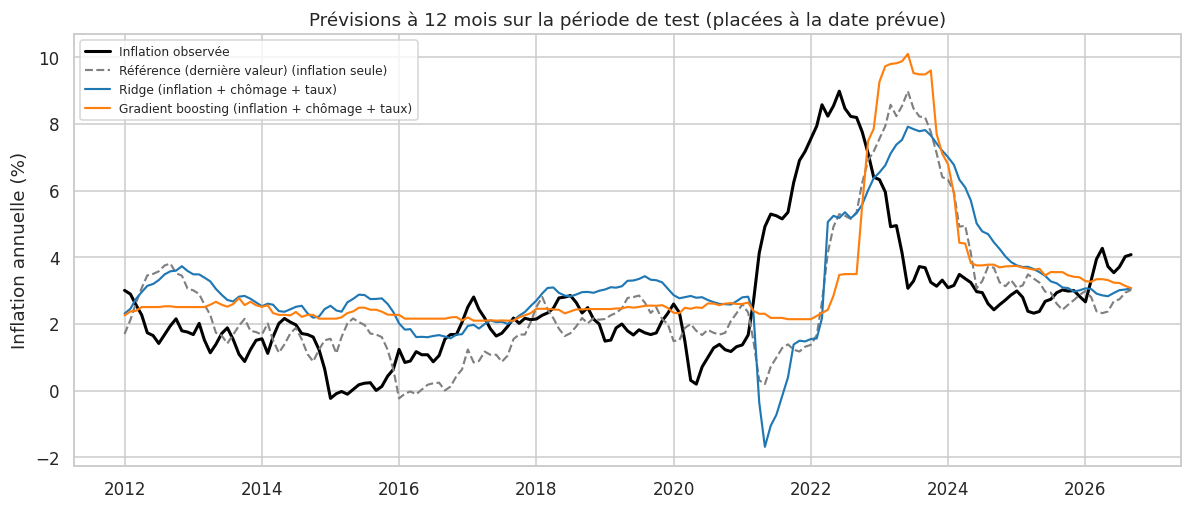 Prévisions à 12 mois sur la période de test (placées à la date prévue)
Inflation observée
Référence (dernière valeur) (inflation seule)
Ridge (inflation + chômage + taux)
Gradient boosting (inflation + chômage + taux)
Inflation annuelle (%)
10
8
6
4
2
0
−2
2012 2014 2016 2018 2020 2022 2024 2026